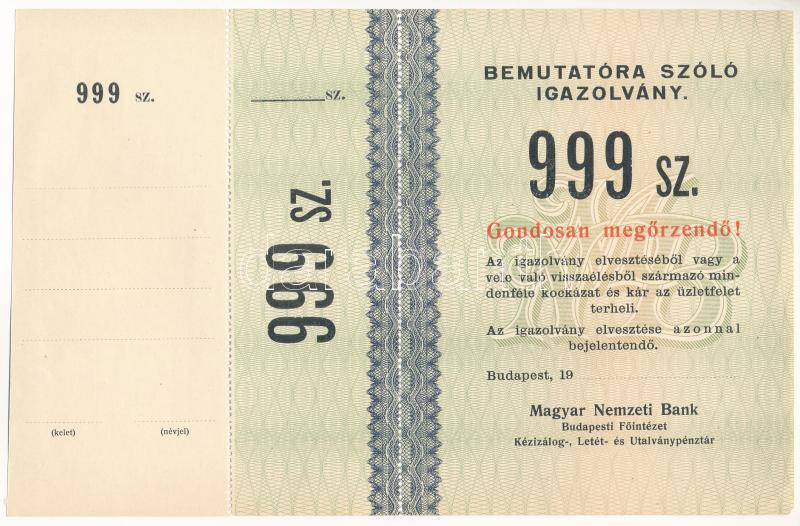 999 sz.
(kelet) (névjel)
sz.
999 sz.
BEMUTATÓRA SZÓLÓ
IGAZOLVÁNY.
999 sz.
Gondosan megőrzendő!
Az igazolvány elvesztéséből vagy a
vele való visszaélésből származó min-
denféle kockázat és kár az üzletfelet
terheli.
Az igazolvány elvesztése azonnal
bejelentendő.
Budapest, 19
Magyar Nemzeti Bank
Budapesti Főintézet
Kézizálog-, Letét- és Utalványpénztár
darabanth.com